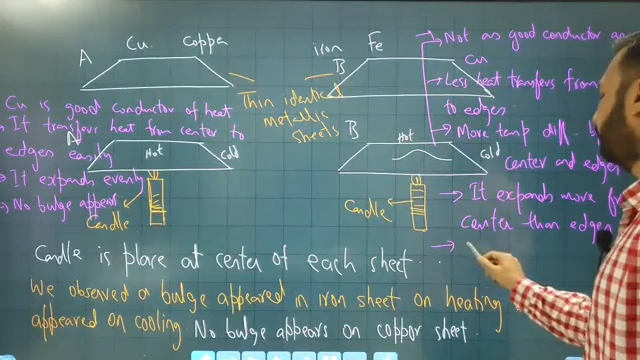 A Cu Copper
iron Fe
B
Thin identical
metallic
sheets
Cu is good conductor of heat
It transfers heat from center to
edges easily
It expands evenly
No bulge appear
A Hot Cold
Candle
B Hot Cold
Candle
→ Not as good conductor as
Cu
→ Less heat transfers from
to edges
→ More temp diff.
center and edges
→ It expands more
center than edges
→
Candle is place at center of each sheet..
We observed a bulge appeared in iron sheet on heating
appeared on cooling No bulge appears on copper sheet.